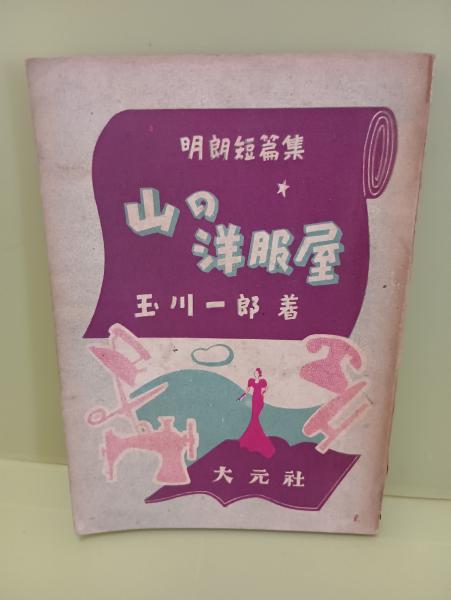 明朗短篇集
山の
洋服屋
玉川一郎 著
大元社